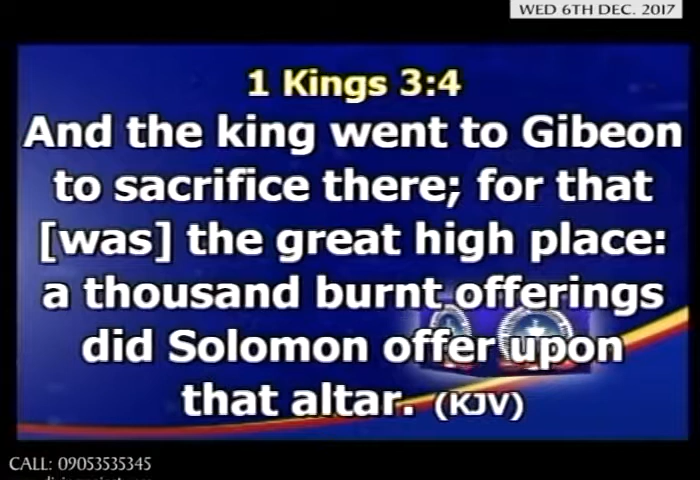 WED 6TH DEC. 2017
1 Kings 3:4
And the king went to Gibeon
to sacrifice there; for that
[was] the great high place:
a thousand burnt offerings
did Solomon offer upon
that altar. (KJV)
CALL: 09053535345